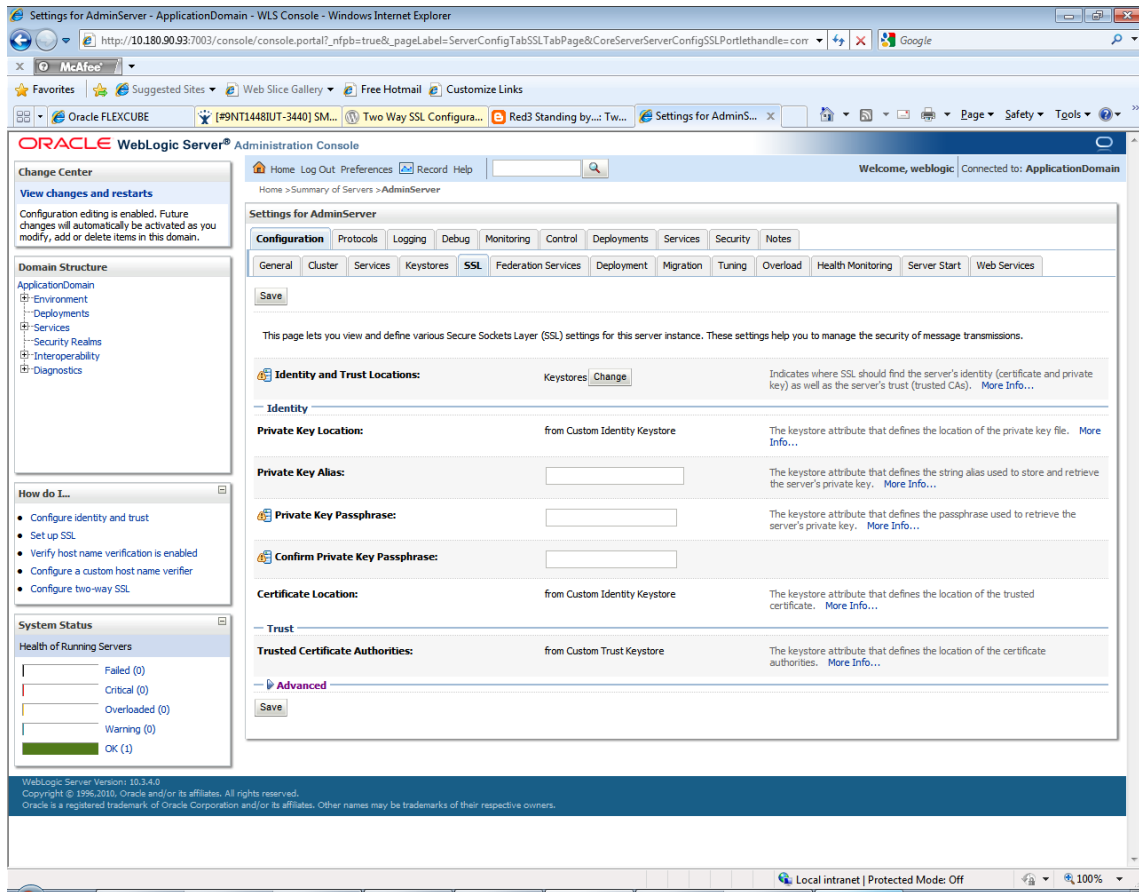 Settings for AdminServer - ApplicationDomain - WLS Console - Windows Internet Explorer
http://10.180.90.93:7003/console/console.portal?_nfpb=true&_pageLabel=ServerConfigTabSSLTabPage&CoreServerServerConfigSSLPortlethandle=com
Google
x McAfee
Favorites Suggested Sites Web Slice Gallery Free Hotmail Customize Links
Oracle FLEXCUBE [#9NT1448IUT-3440] SM... Two Way SSL Configura... Red3 Standing by...: Tw... Settings for AdminS... X Page Safety Tools
ORACLE WebLogic Server® Administration Console
Change Center
View changes and restarts
Configuration editing is enabled. Future
changes will automatically be activated as you
modify, add or delete items in this domain.
Domain Structure
ApplicationDomain
Environment
Deployments
Services
Security Realms
Interoperability
Diagnostics
How do I...
Configure identity and trust
Set up SSL
Verify host name verification is enabled
Configure a custom host name verifier
Configure two-way SSL
System Status
Health of Running Servers
Failed (0)
Critical (0)
Overloaded (0)
Warning (0)
OK (1)
Home Log Out Preferences Record Help
Welcome, weblogic Connected to: ApplicationDomain
Home >Summary of Servers >AdminServer
Settings for AdminServer
Configuration Protocols Logging Debug Monitoring Control Deployments Services Security Notes
General Cluster Services Keystores SSL Federation Services Deployment Migration Tuning Overload Health Monitoring Server Start Web Services
Save
This page lets you view and define various Secure Sockets Layer (SSL) settings for this server instance. These settings help you to manage the security of message transmissions.
Identity and Trust Locations: Keystores Change
Indicates where SSL should find the server's identity (certificate and private
key) as well as the server's trust (trusted CAs). More Info...
Identity
Private Key Location: from Custom Identity Keystore
The keystore attribute that defines the location of the private key file. More
Info...
Private Key Alias:
The keystore attribute that defines the string alias used to store and retrieve
the server's private key. More Info...
Private Key Passphrase:
The keystore attribute that defines the passphrase used to retrieve the
server's private key. More Info...
Confirm Private Key Passphrase:
Certificate Location: from Custom Identity Keystore
The keystore attribute that defines the location of the trusted
certificate. More Info...
Trust
Trusted Certificate Authorities: from Custom Trust Keystore
The keystore attribute that defines the location of the certificate
authorities. More Info...
Advanced
Save
WebLogic Server Version: 10.3.4.0
Copyright © 1996,2010, Oracle and/or its affiliates. All rights reserved.
Oracle is a registered trademark of Oracle Corporation and/or its affiliates. Other names may be trademarks of their respective owners.
Local intranet | Protected Mode: Off 100%